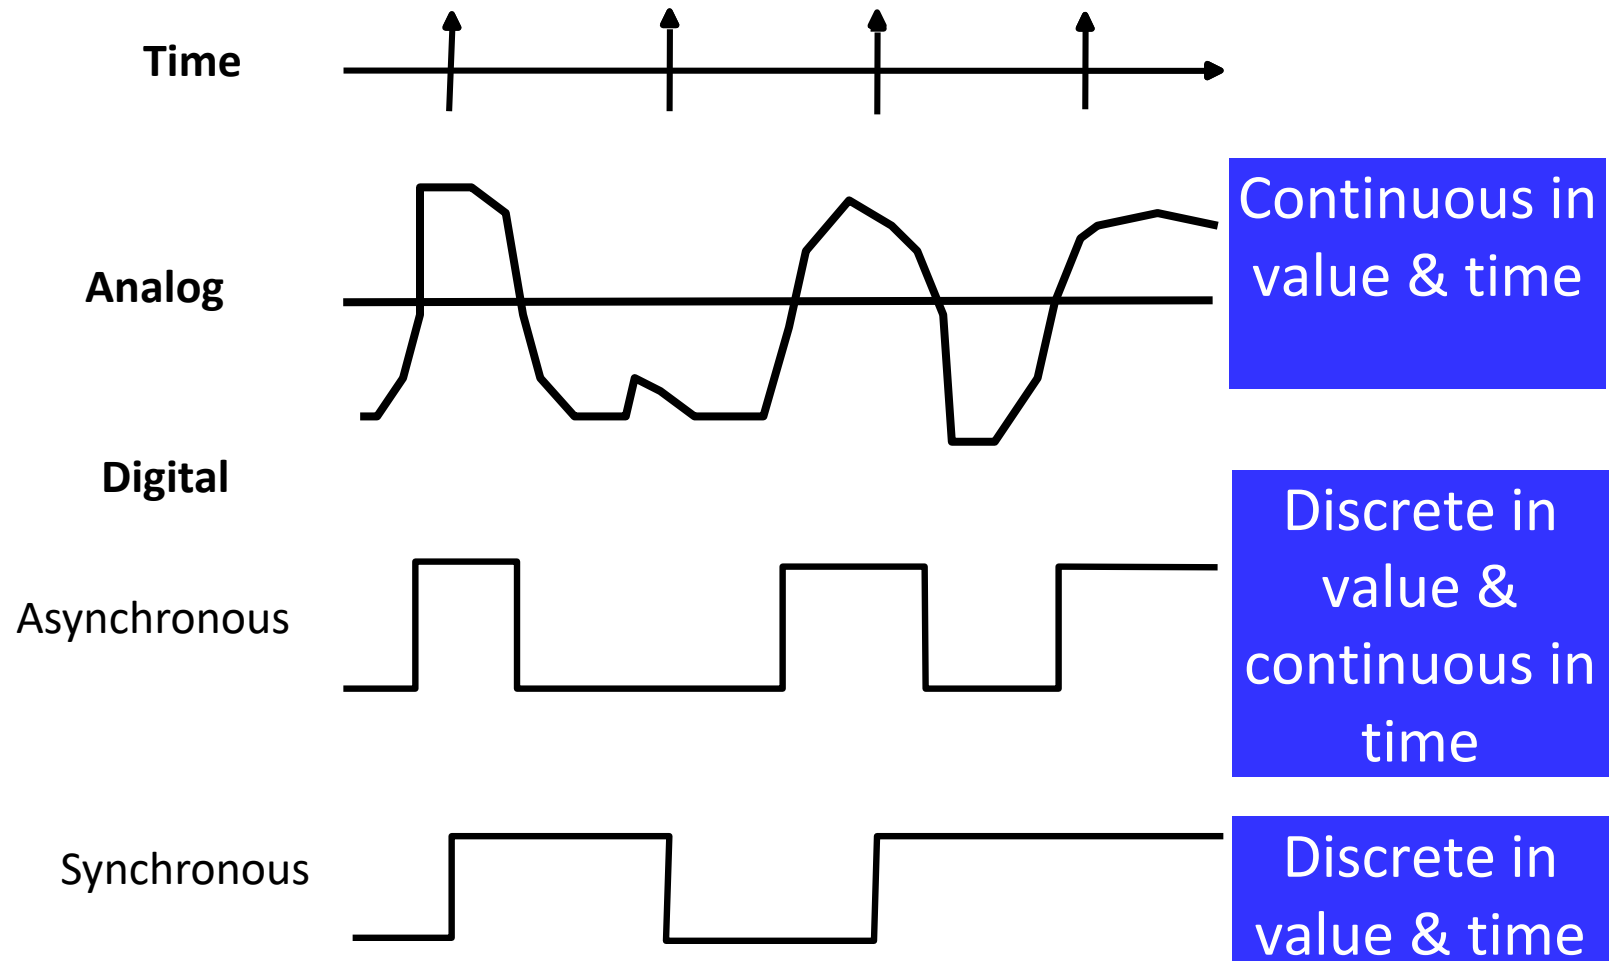 Time
Continuous in
value & time
Analog
Digital
Discrete in
value &
continuous in
time
Asynchronous
Synchronous
Discrete in
value & time